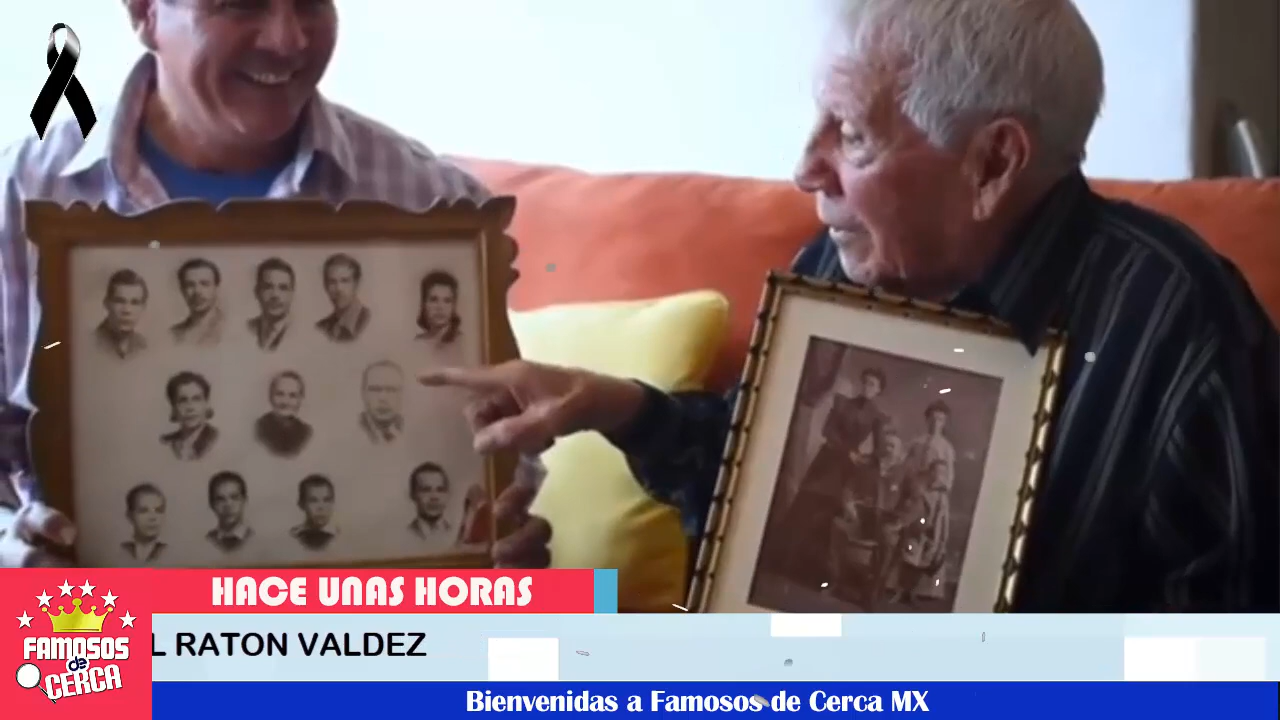 HACE UNAS HORAS
L RATON VALDEZ
FAMOSOS
de
CERCA
Bienvenidas a Famosos de Cerca MX